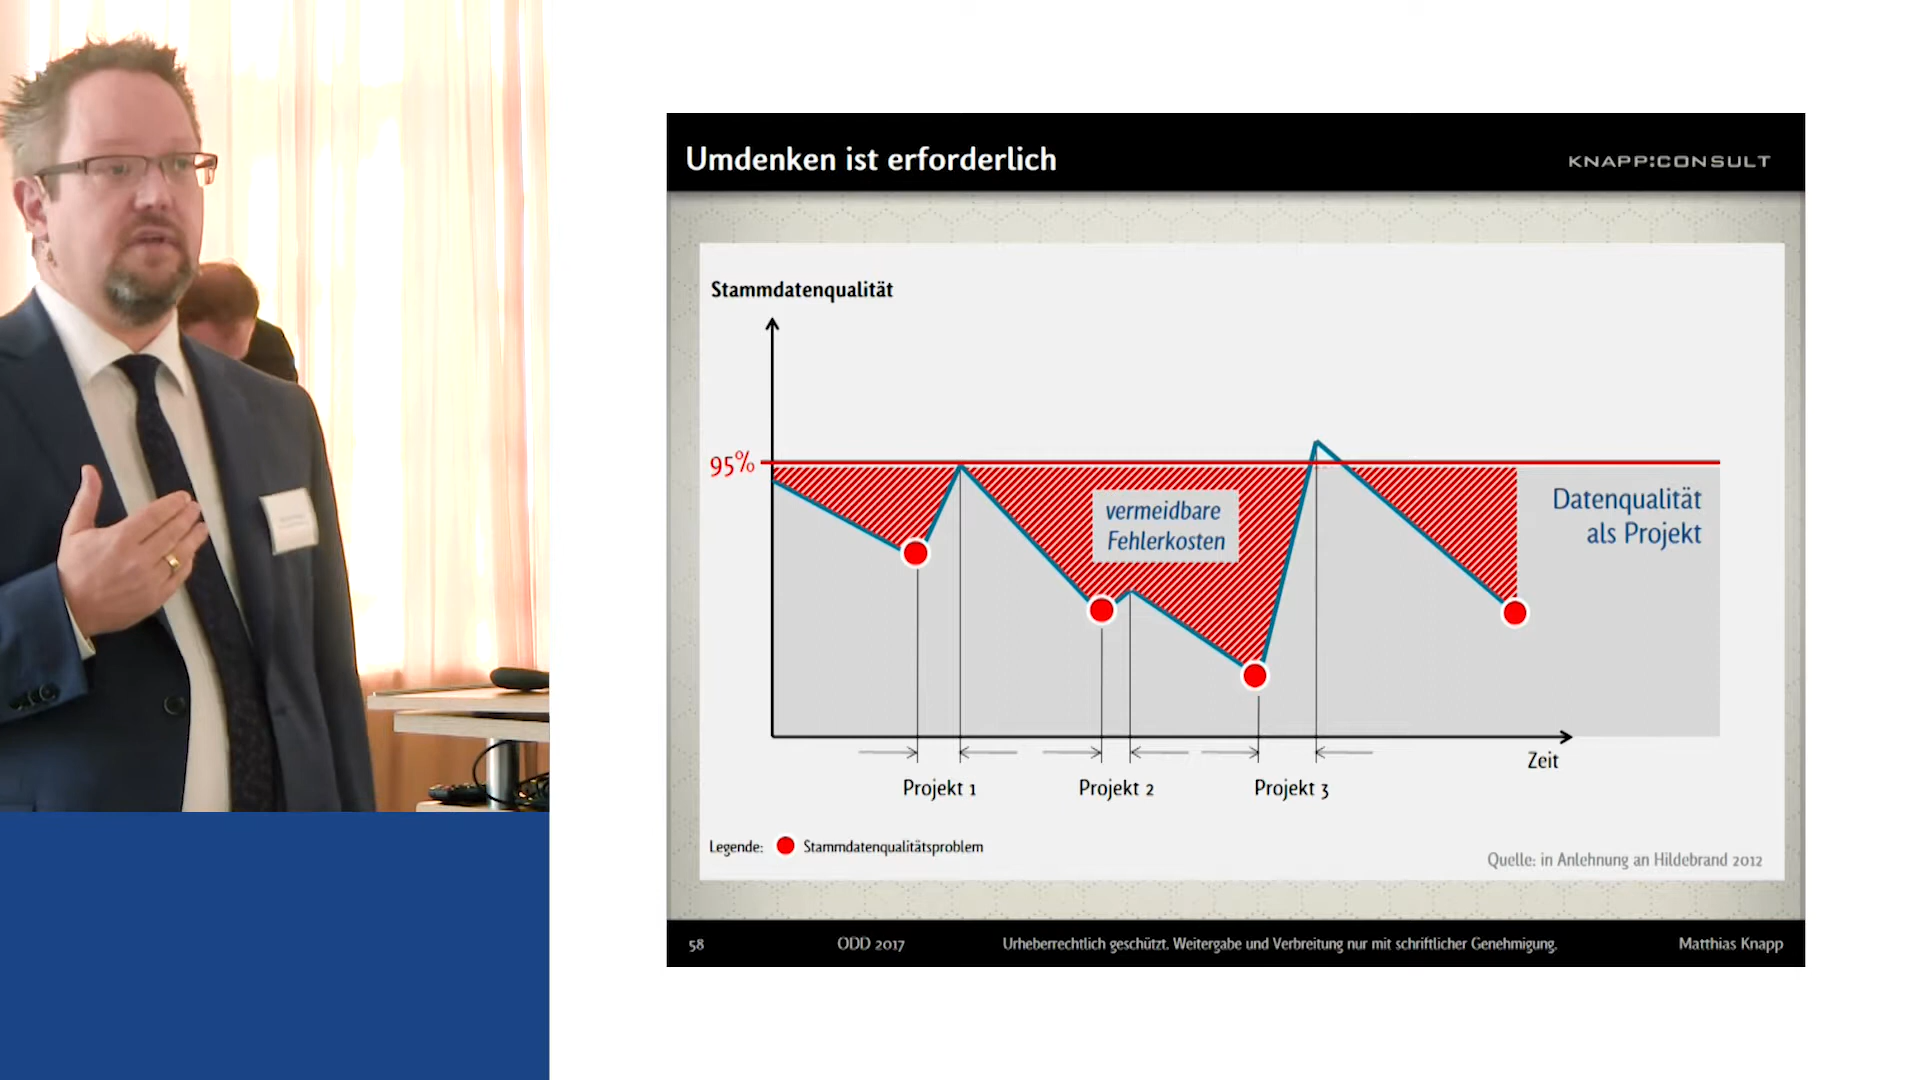 Umdenken ist erforderlich
KNAPP:CONSULT
Stammdatenqualität
95%
vermeidbare
Fehlerkosten
Datenqualität
als Projekt
Zeit
Projekt 1
Projekt 2
Projekt 3
Legende:
Stammdatenqualitätsproblem
Quelle: in Anlehnung an Hildebrand 2012
58
ODD 2017
Urheberrechtlich geschützt. Weitergabe und Verbreitung nur mit schriftlicher Genehmigung.
Matthias Knapp